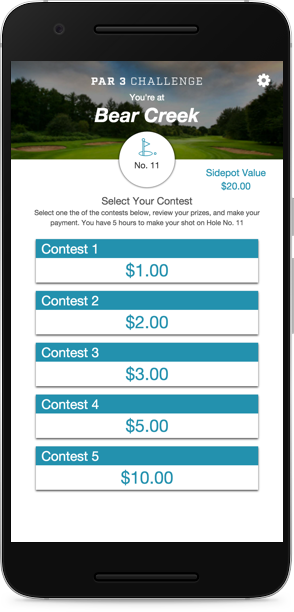 PAR 3 CHALLENGE
You're at
Bear Creek
No. 11
Sidepot Value
$20.00
Select Your Contest
Select one the of the contests below, review your prizes, and make your
payment. You have 5 hours to make your shot on Hole No. 11
Contest 1
$1.00
Contest 2
$2.00
Contest 3
$3.00
Contest 4
$5.00
Contest 5
$10.00